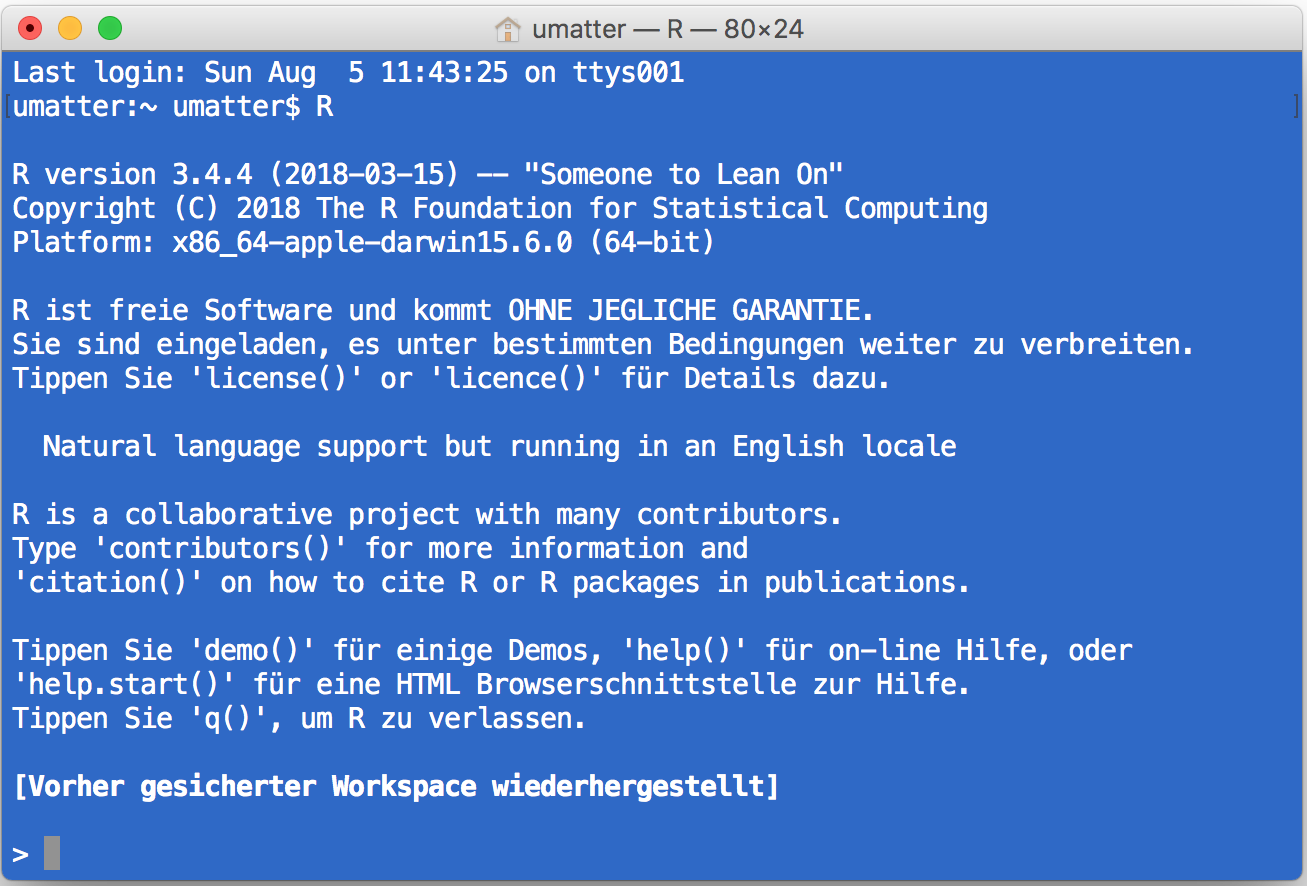 umatter — R — 80×24
Last login: Sun Aug  5 11:43:25 on ttys001
[umatter:~ umatter$ R ]
R version 3.4.4 (2018-03-15) -- "Someone to Lean On"
Copyright (C) 2018 The R Foundation for Statistical Computing
Platform: x86_64-apple-darwin15.6.0 (64-bit)
R ist freie Software und kommt OHNE JEGLICHE GARANTIE.
Sie sind eingeladen, es unter bestimmten Bedingungen weiter zu verbreiten.
Tippen Sie 'license()' or 'licence()' für Details dazu.
  Natural language support but running in an English locale
R is a collaborative project with many contributors.
Type 'contributors()' for more information and
'citation()' on how to cite R or R packages in publications.
Tippen Sie 'demo()' für einige Demos, 'help()' für on-line Hilfe, oder
'help.start()' für eine HTML Browserschnittstelle zur Hilfe.
Tippen Sie 'q()', um R zu verlassen.
[Vorher gesicherter Workspace wiederhergestellt]
>